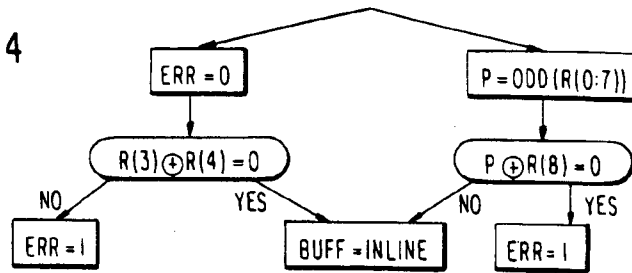 4
ERR = 0
P = ODD (R(0:7))
R(3) ⊕ R(4) = 0
P ⊕ R(8) = 0
NO
YES
NO
YES
ERR = 1
BUFF = INLINE
ERR = 1